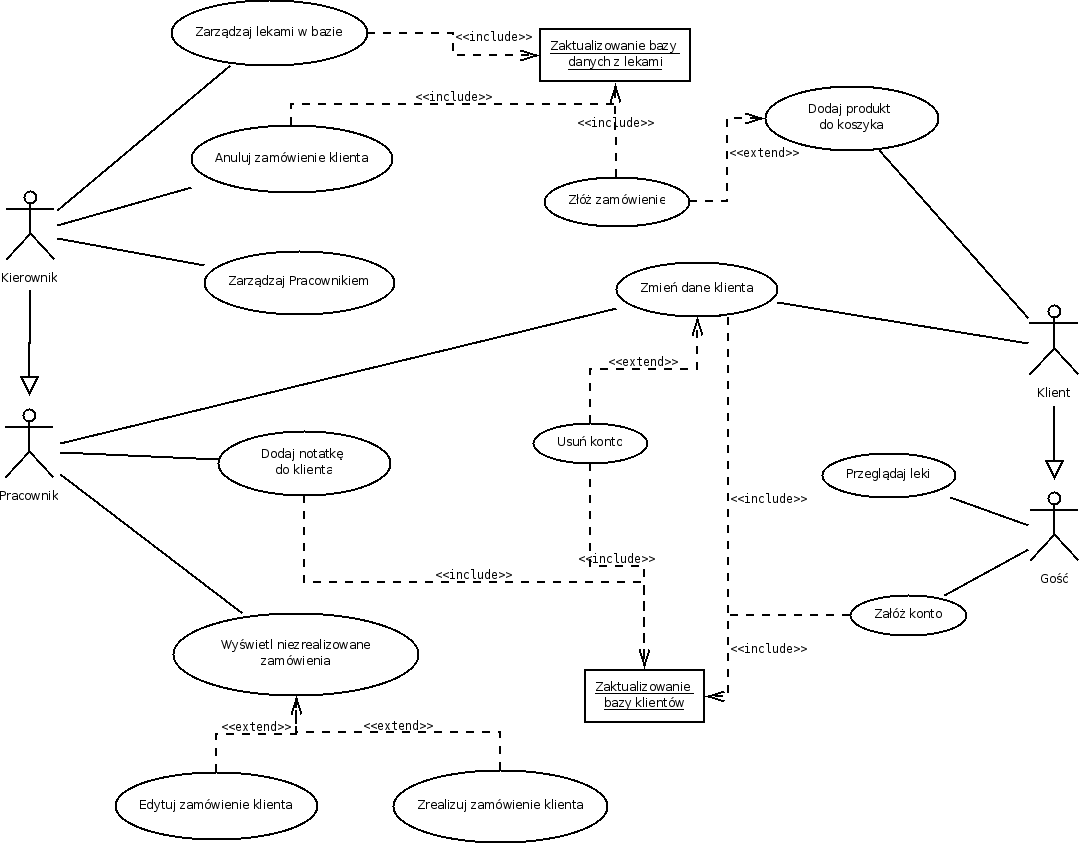 Zarządzaj lekami w bazie
<<include>>
Zaktualizowanie bazy
danych z lekami
<<include>>
<<include>>
Dodaj produkt
do koszyka
<<extend>>
Anuluj zamówienie klienta
Złóż zamówienie
Kierownik
Zarządzaj Pracownikiem
Zmień dane klienta
<<extend>>
Klient
Usuń konto
Dodaj notatkę
do klienta
Pracownik
Przeglądaj leki
<<include>>
<<include>>
<<include>>
Gość
Załóż konto
Wyświetl niezrealizowane
zamówienia
<<include>>
Zaktualizowanie
bazy klientów
<<extend>>
<<extend>>
Edytuj zamówienie klienta
Zrealizuj zamówienie klienta